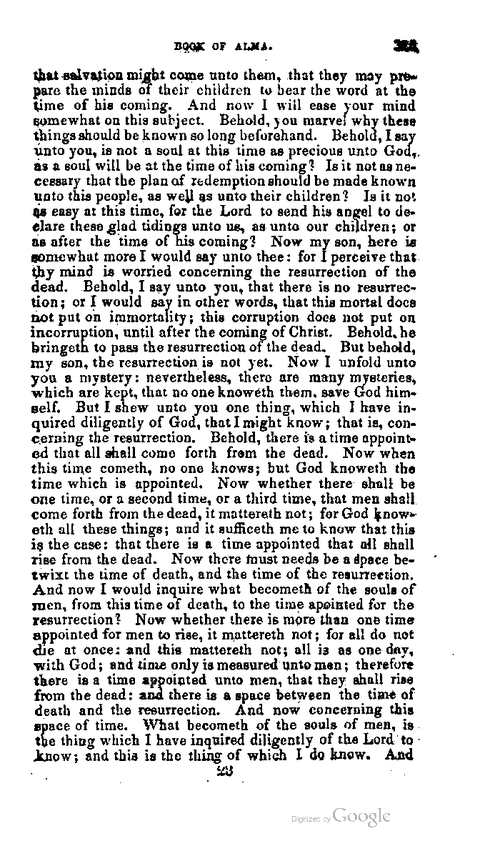 BOOK OF ALMA.
that salvation might come unto them, that they may pre-
pare the minds of their children to hear the word at the
time of his coming. And now I will ease your mind
somewhat on this subject. Behold, you marvel why these
things should be known so long beforehand. Behold, I say
unto you, is not a soul at this time as precious unto God,
as a soul will be at the time of his coming? Is it not as ne-
cessary that the plan of redemption should be made known
unto this people, as well as unto their children? Is it not
as easy at this time, for the Lord to send his angel to de-
clare these glad tidings unto us, as unto our children; or
as after the time of his coming? Now my son, here is
somewhat more I would say unto thee: for I perceive that
thy mind is worried concerning the resurrection of the
dead. Behold, I say unto you, that there is no resurrec-
tion; or I would say in other words, that this mortal does
not put on immortality; this corruption does not put on
incorruption, until after the coming of Christ. Behold, he
bringeth to pass the resurrection of the dead. But behold,
my son, the resurrection is not yet. Now I unfold unto
you a mystery: nevertheless, there are many mysteries,
which are kept, that no one knoweth them, save God him-
self. But I shew unto you one thing, which I have in-
quired diligently of God, that I might know; that is, con-
cerning the resurrection. Behold, there is a time appoint-
ed that all shall come forth from the dead. Now when
this time cometh, no one knows; but God knoweth the
time which is appointed. Now whether there shall be
one time, or a second time, or a third time, that men shall
come forth from the dead, it mattereth not; for God know-
eth all these things; and it sufficeth me to know that this
is the case: that there is a time appointed that all shall
rise from the dead. Now there must needs be a space be-
twixt the time of death, and the time of the resurrection.
And now I would inquire what becometh of the souls of
men, from this time of death, to the time apointed for the
resurrection? Now whether there is more than one time
appointed for men to rise, it mattereth not; for all do not
die at once: and this mattereth not; all is as one day,
with God; and time only is measured unto men; therefore
there is a time appointed unto men, that they shall rise
from the dead: and there is a space between the time of
death and the resurrection. And now concerning this
space of time. What becometh of the souls of men, is
the thing which I have inquired diligently of the Lord to
know; and this is the thing of which I do know. And
Digitized by Google